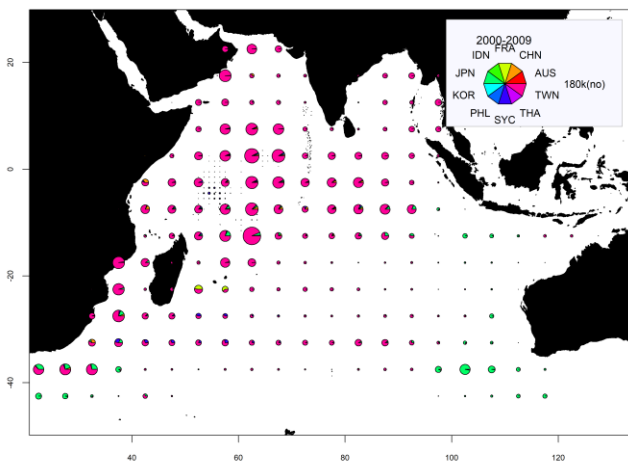 2000-2009
FRA
IDN CHN
JPN AUS
180k(no)
KOR TWN
PHL THA
SYC
20
0
-20
-40
40 60 80 100 120